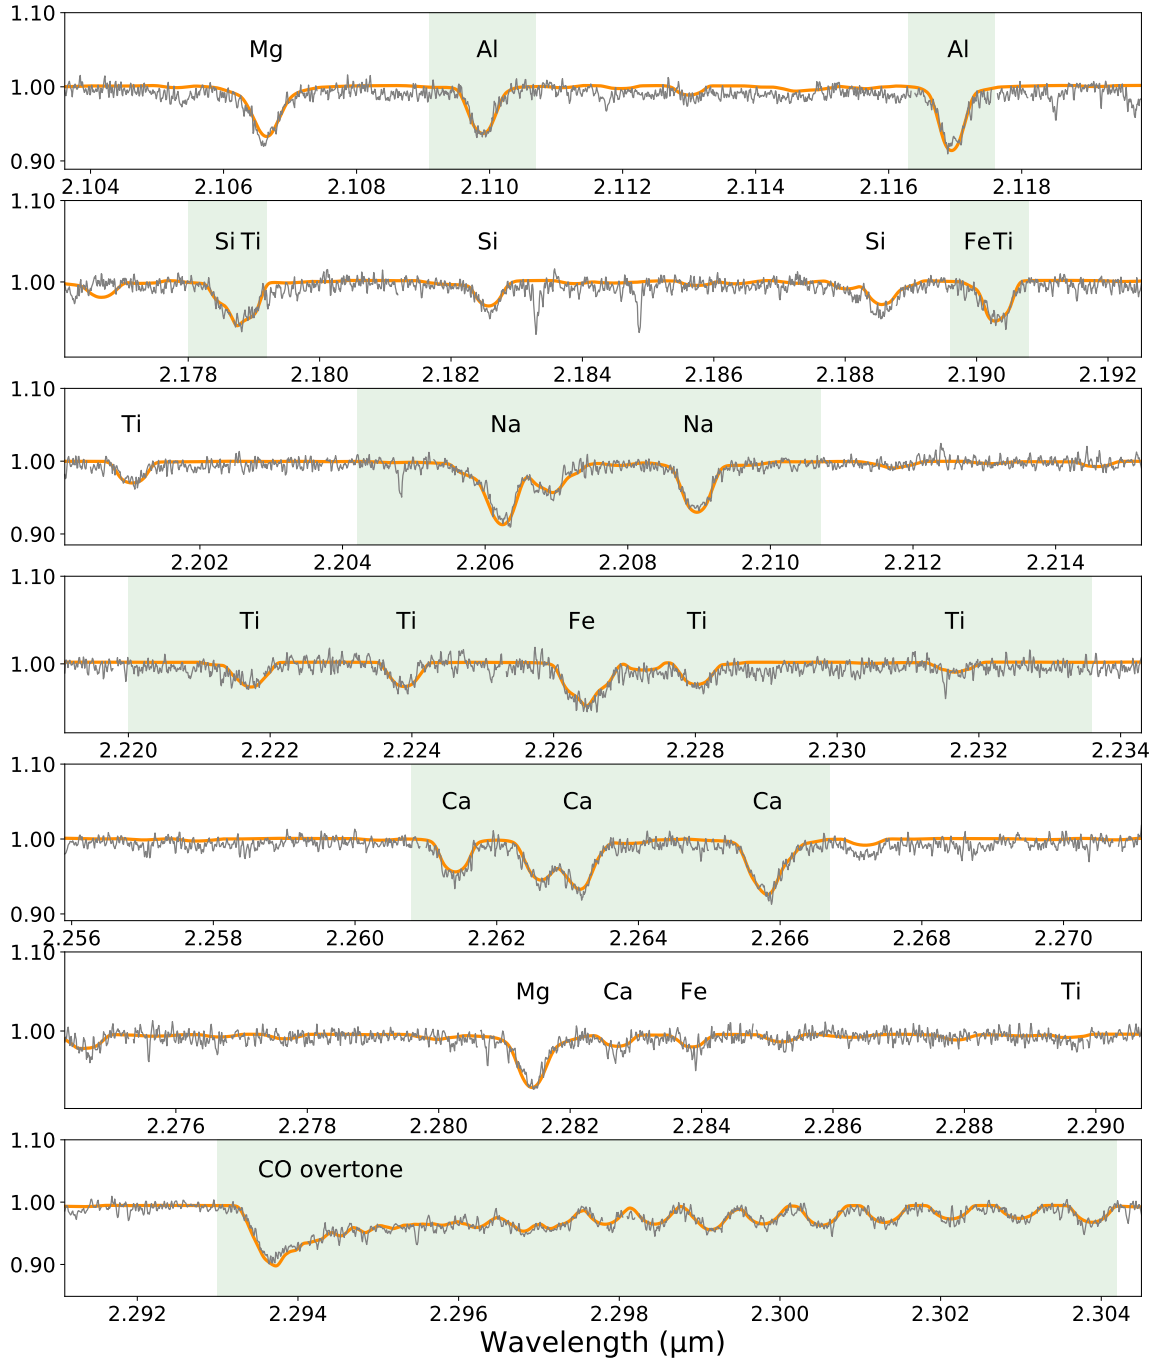 1.10
Mg Al Al
1.00
0.90
2.104 2.106 2.108 2.110 2.112 2.114 2.116 2.118
1.10
Si Ti Si Si Fe Ti
1.00
2.178 2.180 2.182 2.184 2.186 2.188 2.190 2.192
1.10
Ti Na Na
1.00
0.90
2.202 2.204 2.206 2.208 2.210 2.212 2.214
1.10
Ti Ti Fe Ti Ti
1.00
2.220 2.222 2.224 2.226 2.228 2.230 2.232 2.234
1.10
Ca Ca Ca
1.00
0.90
2.256 2.258 2.260 2.262 2.264 2.266 2.268 2.270
1.10
Mg Ca Fe Ti
1.00
2.276 2.278 2.280 2.282 2.284 2.286 2.288 2.290
1.10
CO overtone
1.00
0.90
2.292 2.294 2.296 2.298 2.300 2.302 2.304
Wavelength (μm)